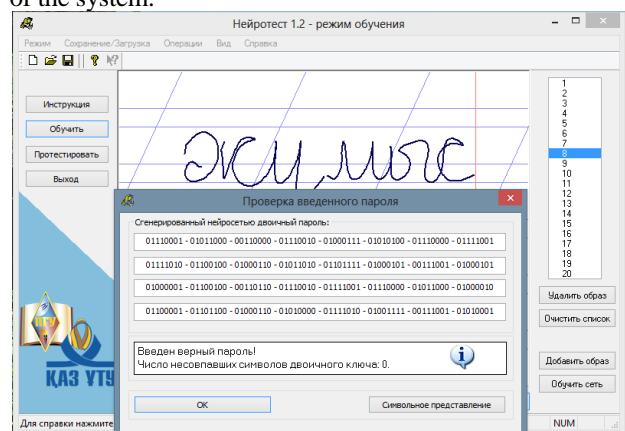 of the system.
Нейротест 1.2 - режим обучения
Режим Сохранение/Загрузка Операции Вид Справка
Инструкция
Обучить
Протестировать
Выход
1
2
3
4
5
6
7
8
9
10
11
12
13
14
15
16
17
18
19
20
Удалить образ
Очистить список
Добавить образ
Обучить сеть
Проверка введенного пароля
Сгенерированный нейросетью двоичный пароль:
01110001 - 01011000 - 00110000 - 01110010 - 01000111 - 01010100 - 01110000 - 01111001
01111010 - 01100100 - 01000110 - 01011010 - 01101111 - 01000101 - 00111001 - 01000101
01000001 - 01100100 - 00110110 - 01110010 - 01111001 - 01110000 - 01011000 - 01000010
01100001 - 01101100 - 01000110 - 01010000 - 01111010 - 01001111 - 00111001 - 01010001
Введен верный пароль!
Число несовпавших символов двоичного ключа: 0.
OK
Символьное представление
ҚАЗ ҰТУ
Для справки нажмите
NUM